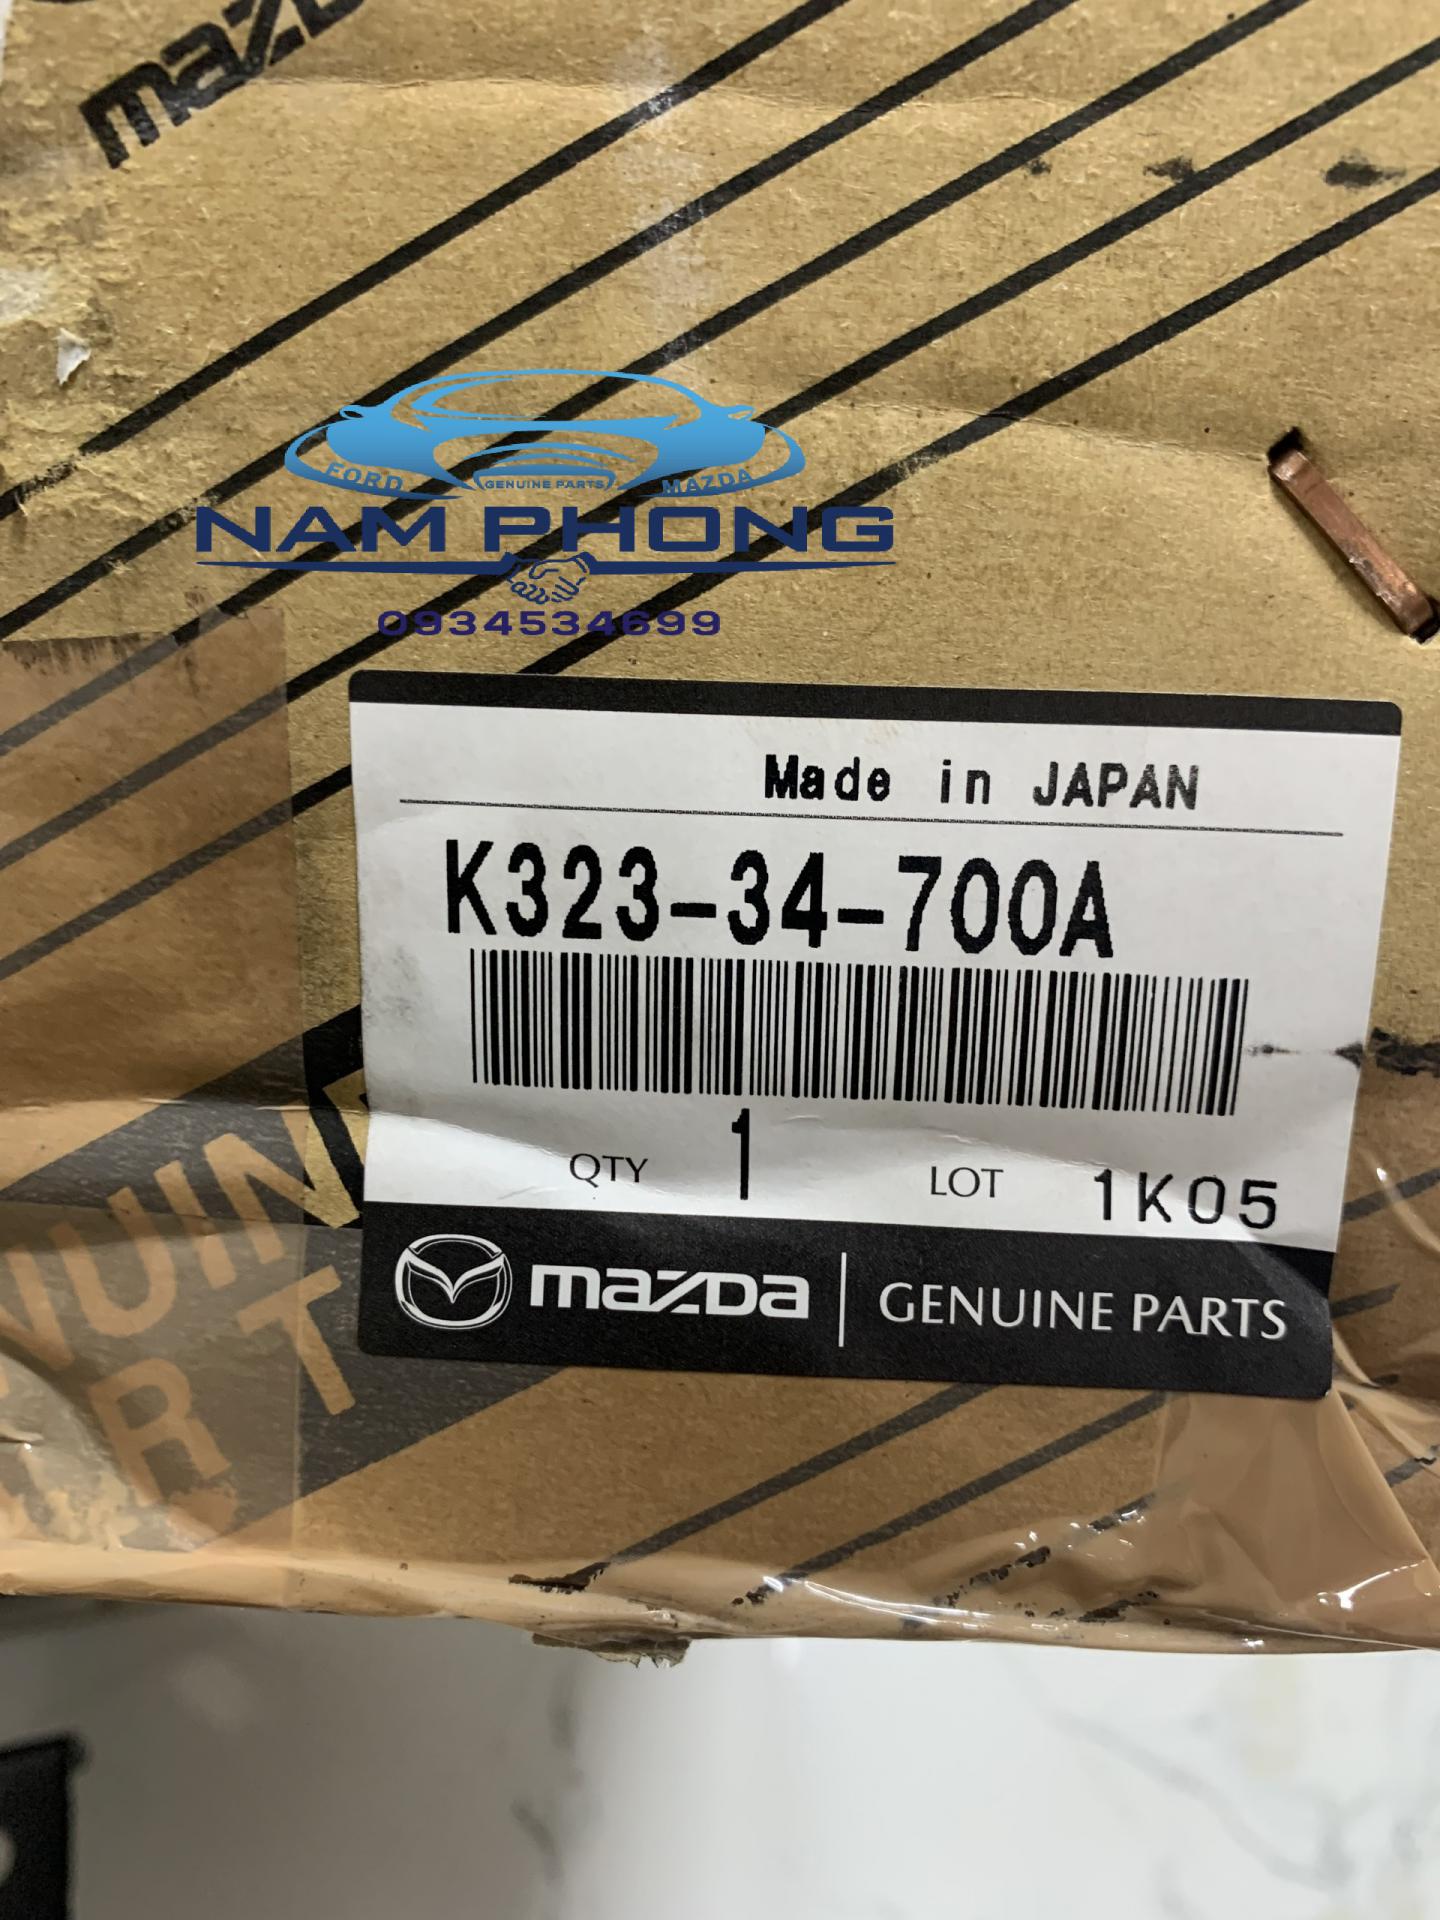 mazda
FORD
GENUINE PARTS
MAZDA
NAM PHONG
0934534699
Made in JAPAN
K323-34-700A
QTY 1 LOT 1K05
mazda GENUINE PARTS